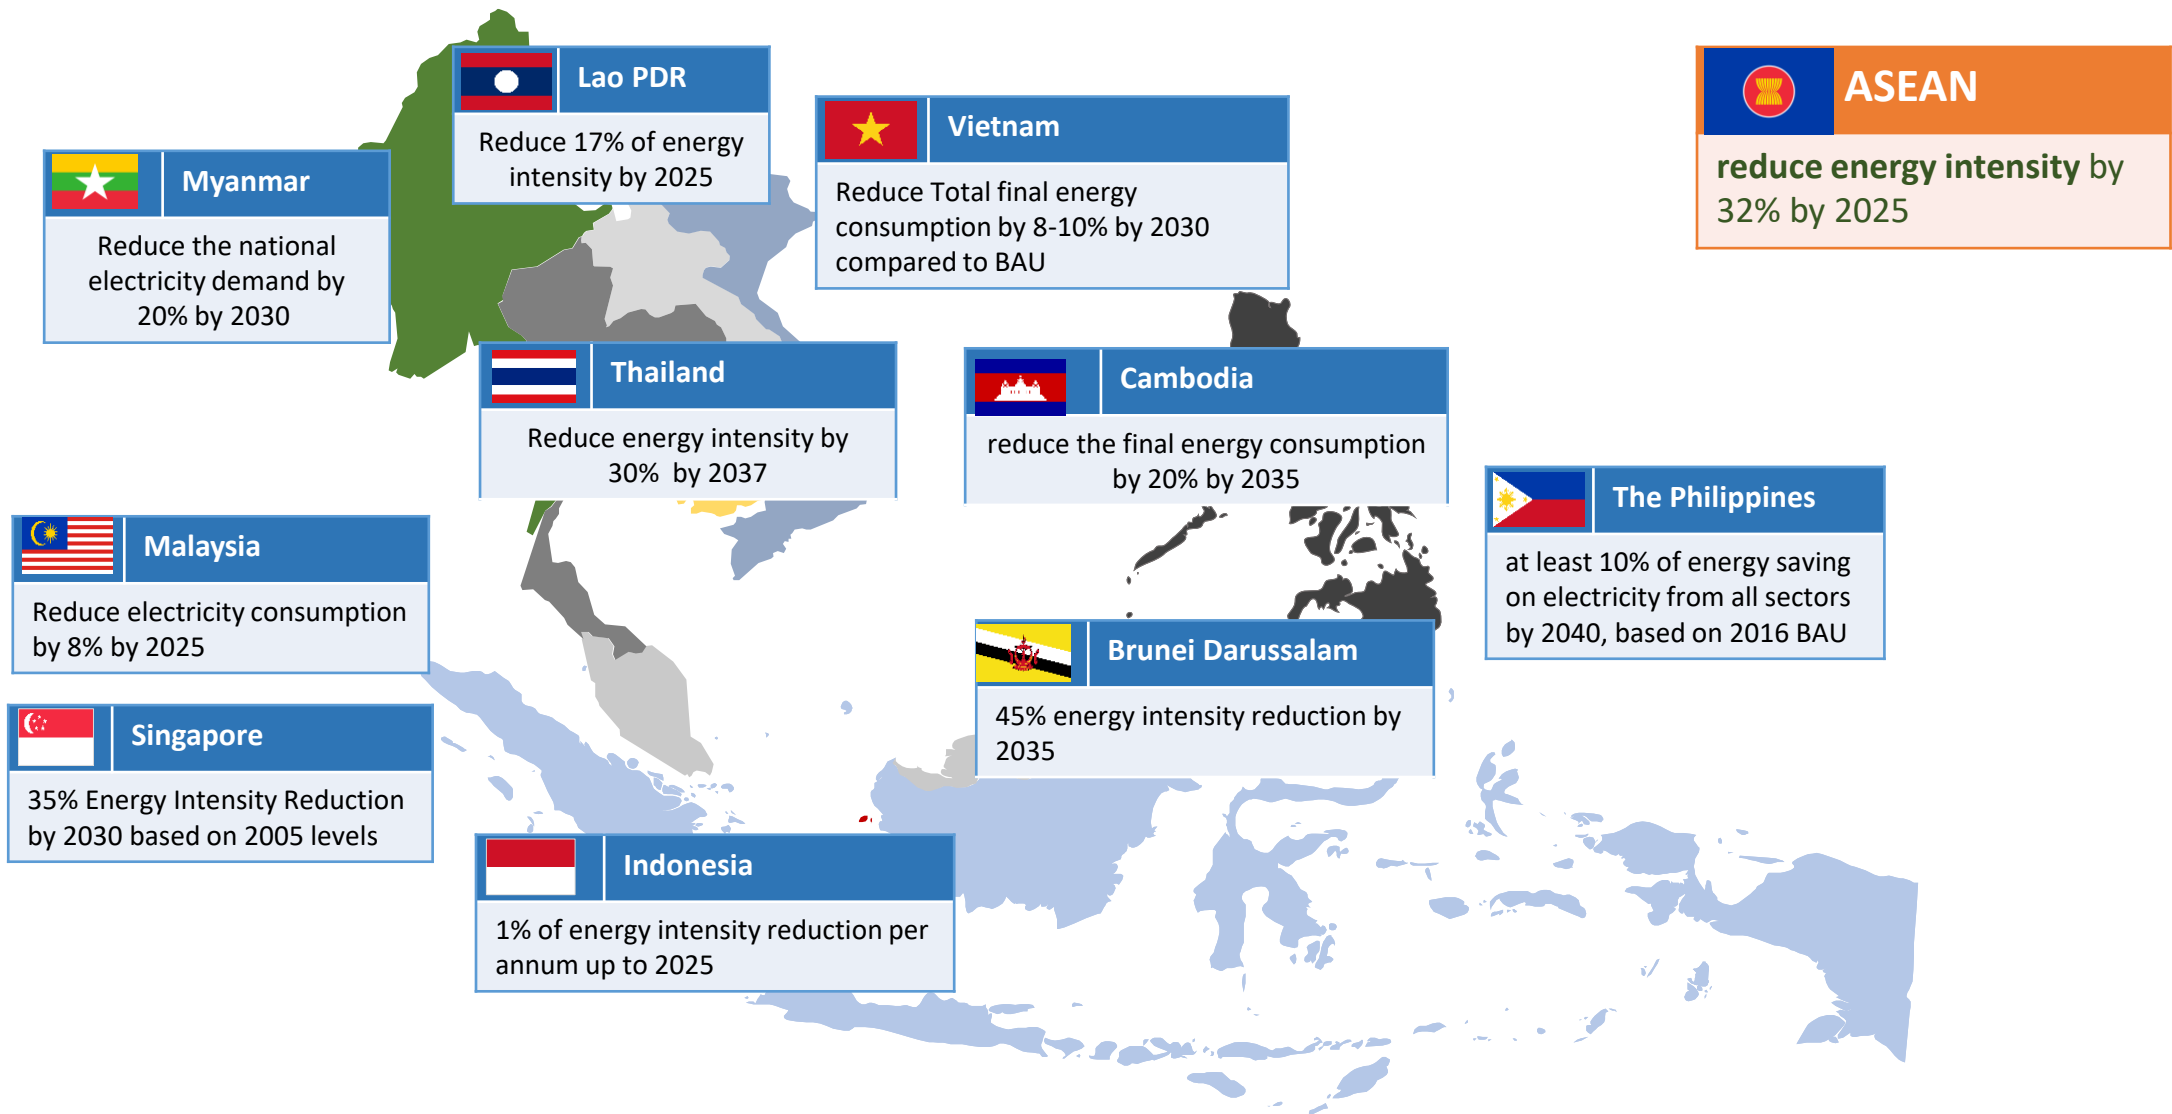 Lao PDR
Reduce 17% of energy
intensity by 2025
ASEAN
reduce energy intensity by
32% by 2025
Vietnam
Reduce Total final energy
consumption by 8-10% by 2030
compared to BAU
Myanmar
Reduce the national
electricity demand by
20% by 2030
Thailand
Reduce energy intensity by
30% by 2037
Cambodia
reduce the final energy consumption
by 20% by 2035
The Philippines
at least 10% of energy saving
on electricity from all sectors
by 2040, based on 2016 BAU
Malaysia
Reduce electricity consumption
by 8% by 2025
Brunei Darussalam
45% energy intensity reduction by
2035
Singapore
35% Energy Intensity Reduction
by 2030 based on 2005 levels
Indonesia
1% of energy intensity reduction per
annum up to 2025